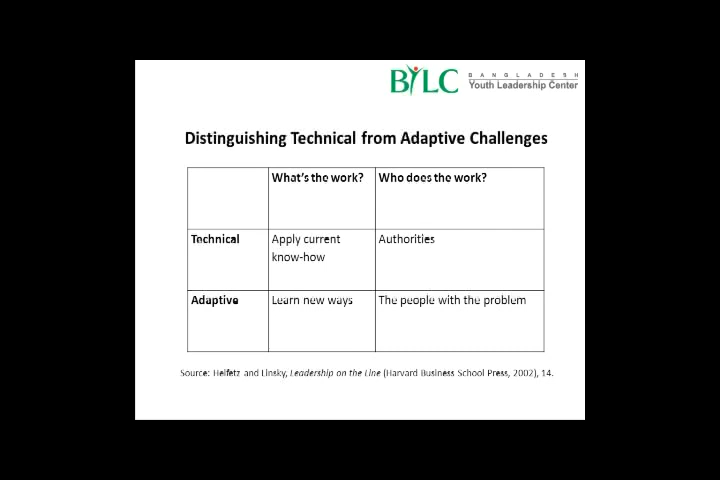 BYLC
BANGLADESH
Youth Leadership Center
Distinguishing Technical from Adaptive Challenges
What's the work? Who does the work?
Technical Apply current Authorities
know-how
Adaptive Learn new ways The people with the problem
Source: Heifetz and Linsky, Leadership on the Line (Harvard Business School Press, 2002), 14.